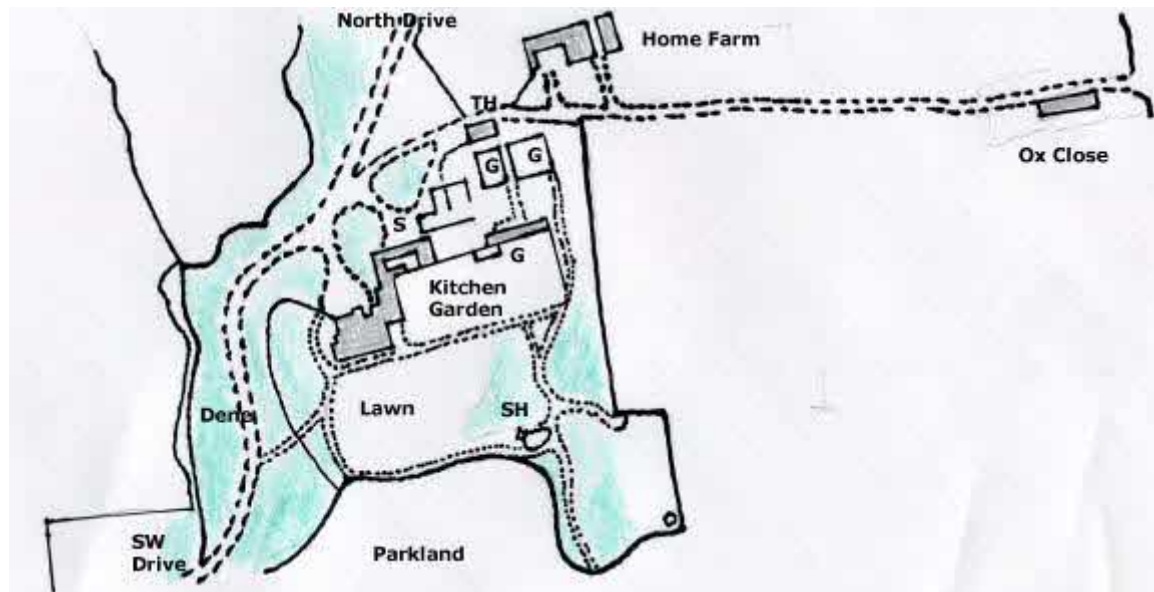 North Drive
Home Farm
TH
Ox Close
G
G
S
G
Kitchen
Garden
Dene
Lawn
SH
SW
Drive
Parkland